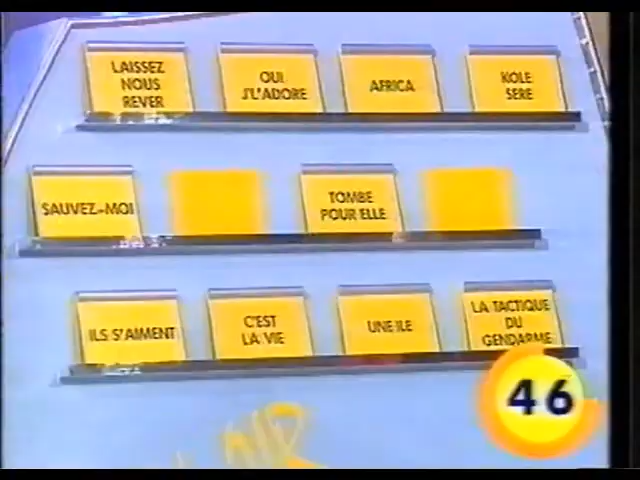 LAISSEZ
NOUS
REVER
OUI
J'L'ADORE
AFRICA
KOLE
SERE
SAUVEZ-MOI
TOMBE
POUR ELLE
ILS S'AIMENT
C'EST
LA VIE
UNE ILE
LA TACTIQUE
DU
GENDARME
46